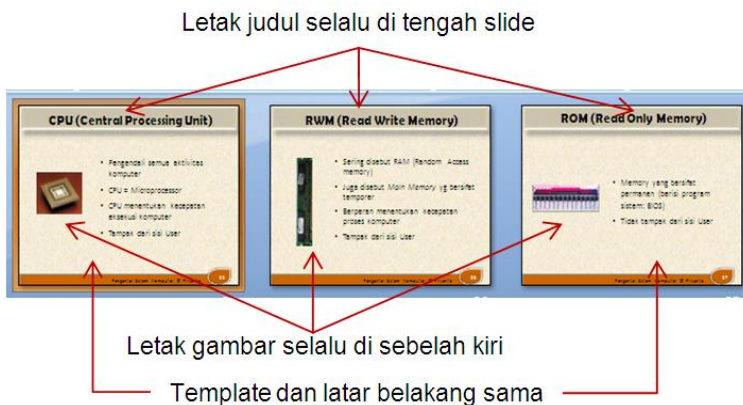 Letak judul selalu di tengah slide
CPU (Central Processing Unit)
• Pengendali semua aktivitas
komputer
• CPU = Microprocessor
• CPU menentukan kecepatan
eksekusi komputer
• Tampak dari sisi User
RWM (Read Write Memory)
• Sering disebut RAM (Random Access
memory)
• Juga disebut Main Memory yg bersifat
temporer
• Berperan menentukan kecepatan
proses komputer
• Tampak dari sisi User
ROM (Read Only Memory)
• Memory yang bersifat
permanen (berisi program
sistem: BIOS)
• Tidak tampak dari sisi User
Letak gambar selalu di sebelah kiri
Template dan latar belakang sama